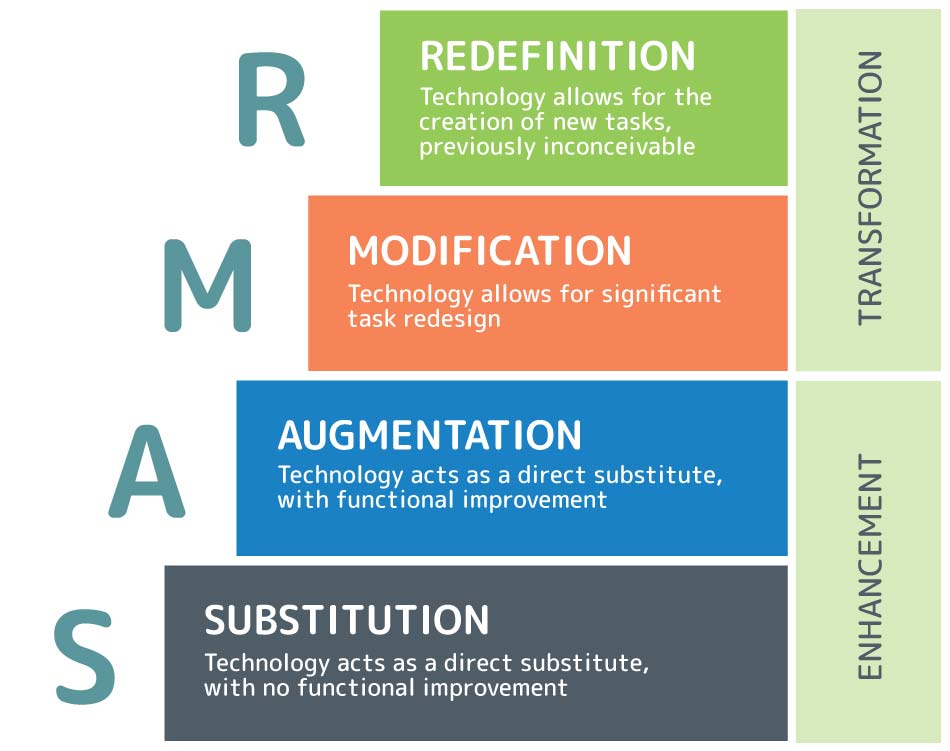 R
REDEFINITION
Technology allows for the
creation of new tasks,
previously inconceivable
M
MODIFICATION
Technology allows for significant
task redesign
TRANSFORMATION
A
AUGMENTATION
Technology acts as a direct substitute,
with functional improvement
S
SUBSTITUTION
Technology acts as a direct substitute,
with no functional improvement
ENHANCEMENT